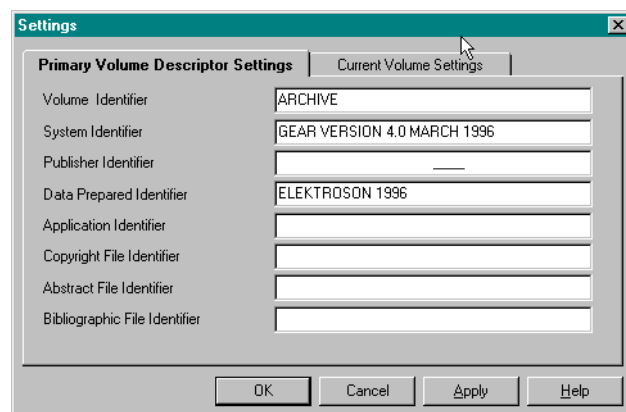 Settings
Primary Volume Descriptor Settings
Current Volume Settings
Volume Identifier ARCHIVE
System Identifier GEAR VERSION 4.0 MARCH 1996
Publisher Identifier
Data Prepared Identifier ELEKTROSON 1996
Application Identifier
Copyright File Identifier
Abstract File Identifier
Bibliographic File Identifier
OK Cancel Apply Help